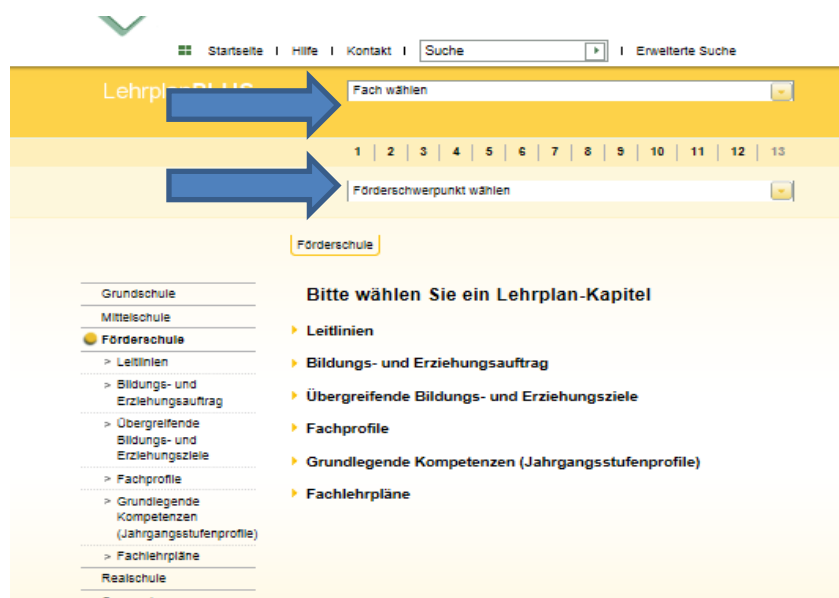 Startseite I Hilfe I Kontakt I Suche I Erweiterte Suche
Fach wählen
1 | 2 | 3 | 4 | 5 | 6 | 7 | 8 | 9 | 10 | 11 | 12 | 13
Förderschwerpunkt wählen
Förderschule
Grundschule
Mittelschule
Förderschule
> Leitlinien
> Bildungs- und
Erziehungsauftrag
> Übergreifende
Bildungs- und
Erziehungsziele
> Fachprofile
> Grundlegende
Kompetenzen
(Jahrgangsstufenprofile)
> Fachlehrpläne
Realschule
Bitte wählen Sie ein Lehrplan-Kapitel
Leitlinien
Bildungs- und Erziehungsauftrag
Übergreifende Bildungs- und Erziehungsziele
Fachprofile
Grundlegende Kompetenzen (Jahrgangsstufenprofile)
Fachlehrpläne